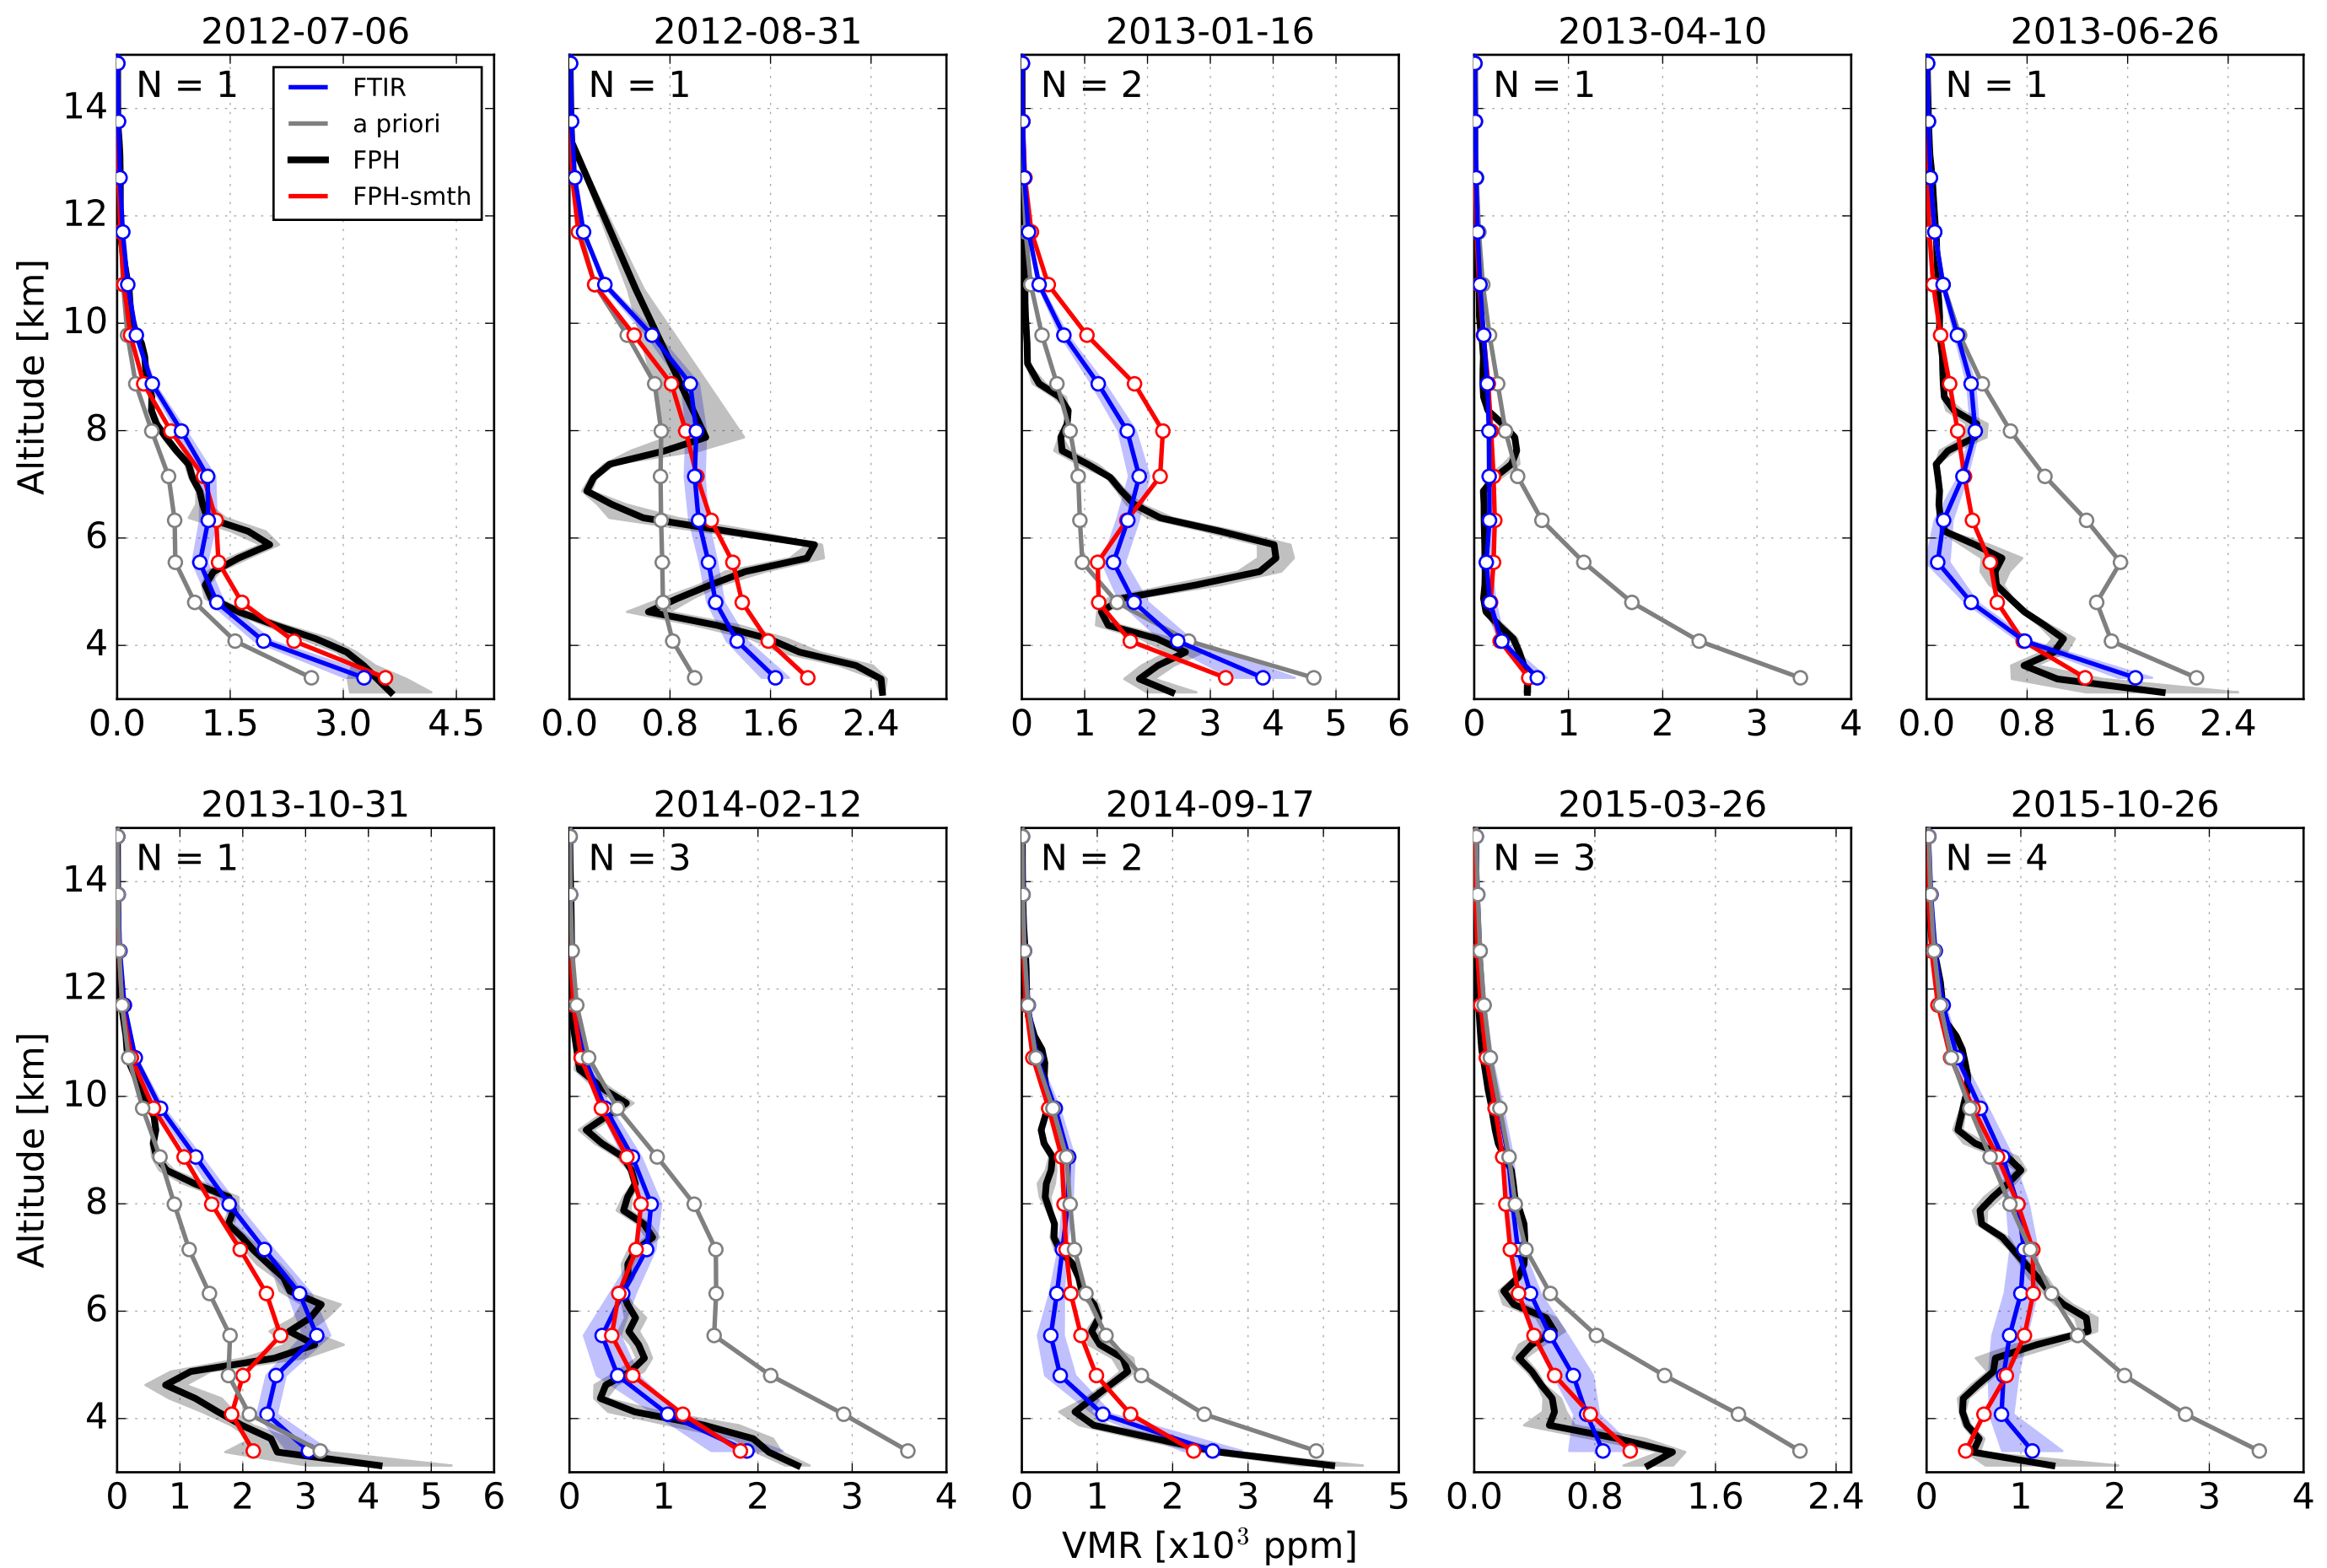 2012-07-06
2012-08-31
2013-01-16
2013-04-10
2013-06-26
N = 1
N = 1
N = 2
N = 1
N = 1
FTIR
a priori
FPH
FPH-smth
Altitude [km]
14
12
10
8
6
4
0.0 1.5 3.0 4.5
0.0 0.8 1.6 2.4
0 1 2 3 4 5 6
0 1 2 3 4
0.0 0.8 1.6 2.4
2013-10-31
2014-02-12
2014-09-17
2015-03-26
2015-10-26
N = 1
N = 3
N = 2
N = 3
N = 4
Altitude [km]
14
12
10
8
6
4
0 1 2 3 4 5 6
0 1 2 3 4
0 1 2 3 4 5
0.0 0.8 1.6 2.4
0 1 2 3 4
VMR [x10³ ppm]